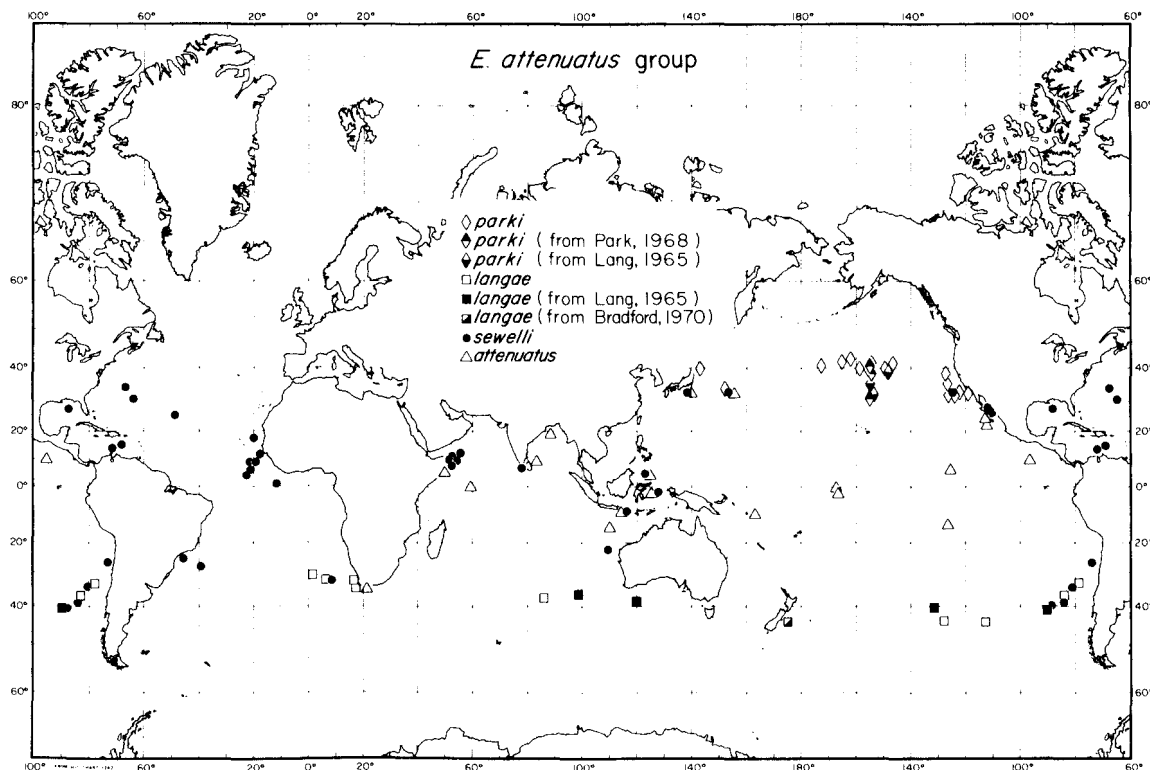 100° 60° 20° 0° 20° 60° 100° 140° 180° 140° 100° 60°
E. attenuatus group
80° 80°
parki
parki (from Park, 1968)
parki (from Lang, 1965)
langae
langae (from Lang, 1965)
langae (from Bradford, 1970)
sewelli
attenuatus
60° 60°
40° 40°
20° 20°
0° 0°
20° 20°
40° 40°
60° 60°
100° 60° 20° 0° 20° 60° 100° 140° 180° 140° 100° 60°